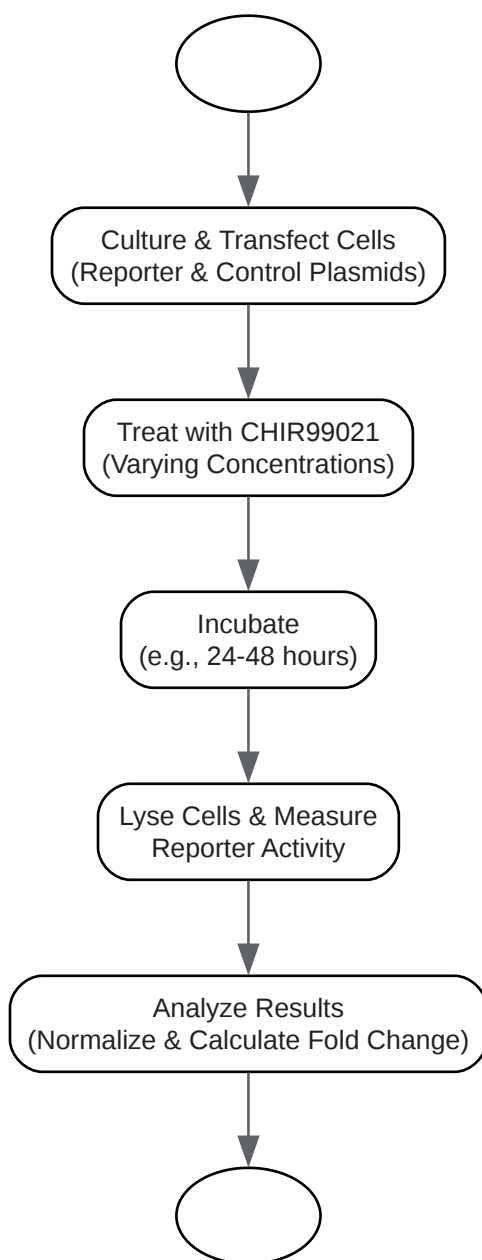 Culture & Transfect Cells
(Reporter & Control Plasmids)
Treat with CHIR99021
(Varying Concentrations)
Incubate
(e.g., 24-48 hours)
Lyse Cells & Measure
Reporter Activity
Analyze Results
(Normalize & Calculate Fold Change)